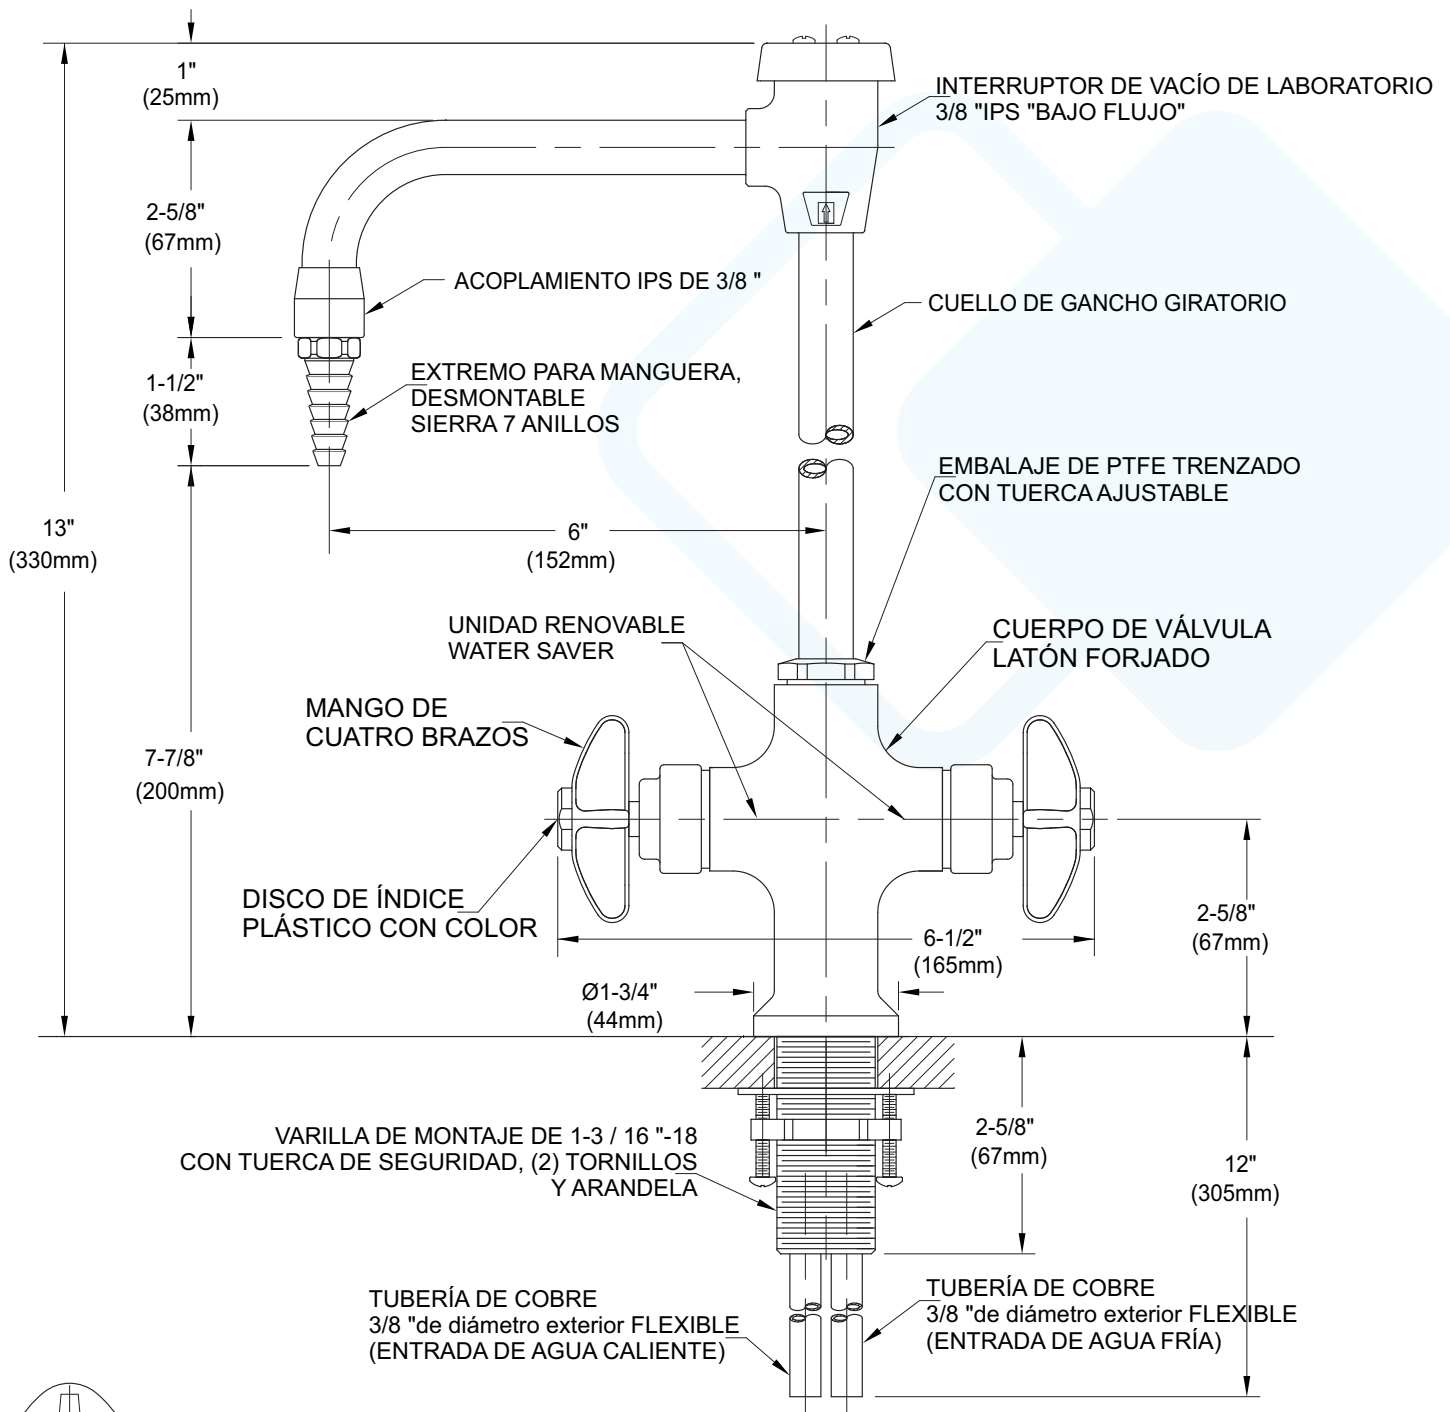 1"
(25mm)
INTERRUPTOR DE VACÍO DE LABORATORIO
3/8 "IPS "BAJO FLUJO"
2-5/8"
(67mm)
ACOPLAMIENTO IPS DE 3/8 "
CUELLO DE GANCHO GIRATORIO
1-1/2"
(38mm)
EXTREMO PARA MANGUERA,
DESMONTABLE
SIERRA 7 ANILLOS
EMBALAJE DE PTFE TRENZADO
CON TUERCA AJUSTABLE
13"
(330mm)
6"
(152mm)
UNIDAD RENOVABLE
WATER SAVER
CUERPO DE VÁLVULA
LATÓN FORJADO
MANGO DE
CUATRO BRAZOS
7-7/8"
(200mm)
DISCO DE ÍNDICE
PLÁSTICO CON COLOR
6-1/2"
(165mm)
2-5/8"
(67mm)
Ø1-3/4"
(44mm)
VARILLA DE MONTAJE DE 1-3 / 16 "-18
CON TUERCA DE SEGURIDAD, (2) TORNILLOS
Y ARANDELA
2-5/8"
(67mm)
12"
(305mm)
TUBERÍA DE COBRE
3/8 "de diámetro exterior FLEXIBLE
(ENTRADA DE AGUA CALIENTE)
TUBERÍA DE COBRE
3/8 "de diámetro exterior FLEXIBLE
(ENTRADA DE AGUA FRÍA)